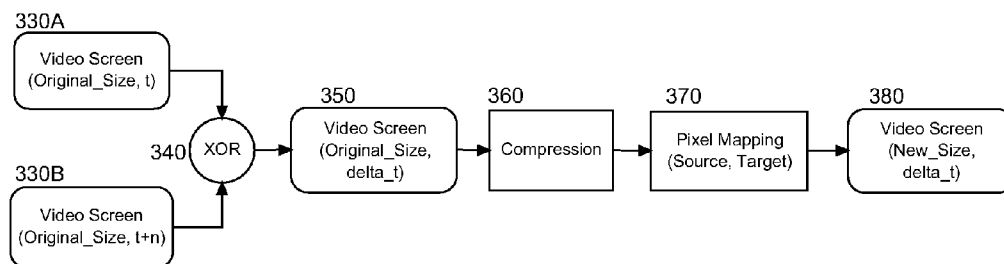 330A
Video Screen
(Original_Size, t)
340
XOR
330B
Video Screen
(Original_Size, t+n)
350
Video Screen
(Original_Size,
delta_t)
360
Compression
370
Pixel Mapping
(Source, Target)
380
Video Screen
(New_Size,
delta_t)